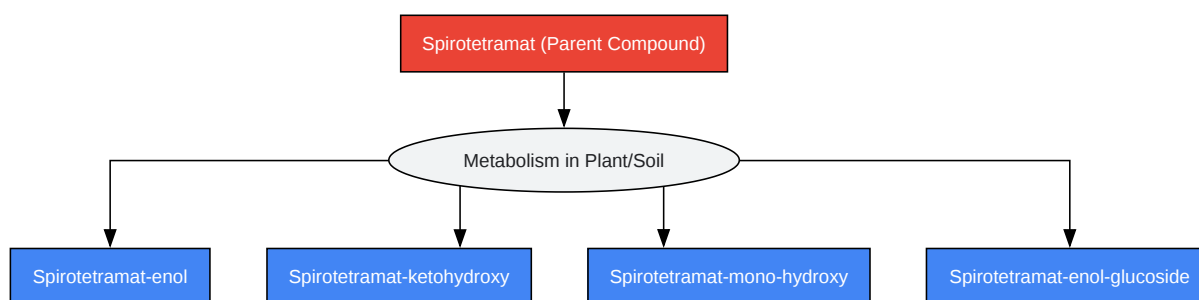 Spirotetramat (Parent Compound)
Metabolism in Plant/Soil
Spirotetramat-enol
Spirotetramat-ketohydroxy
Spirotetramat-mono-hydroxy
Spirotetramat-enol-glucoside